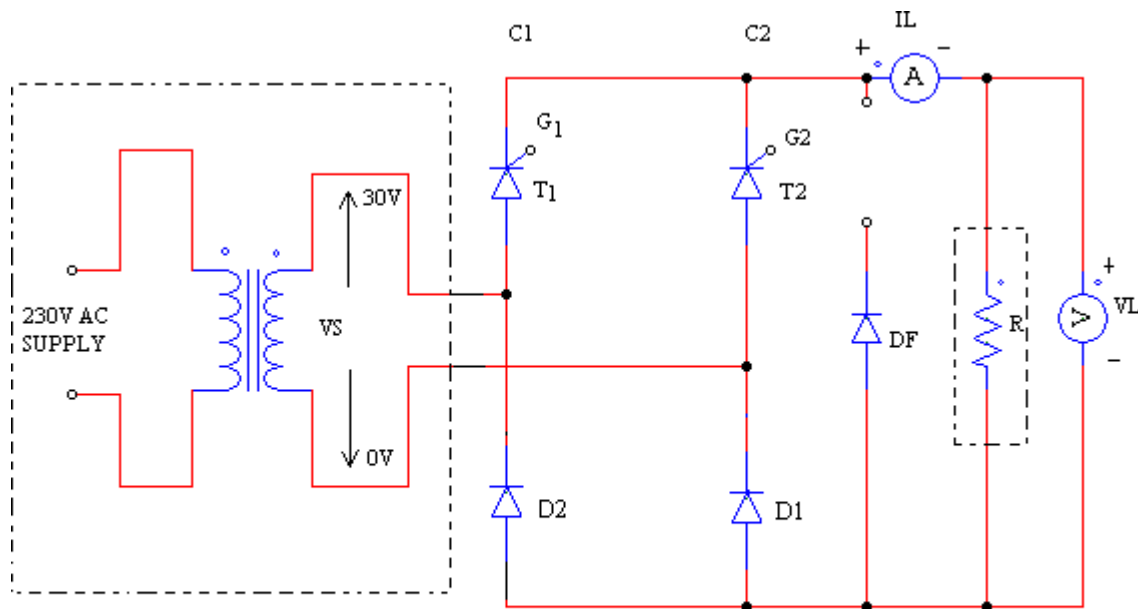 C1
C2
IL
+
−
A
G1
T1
G2
T2
30V
230V AC
SUPPLY
VS
0V
D2
D1
DF
R
+
V
VL
−